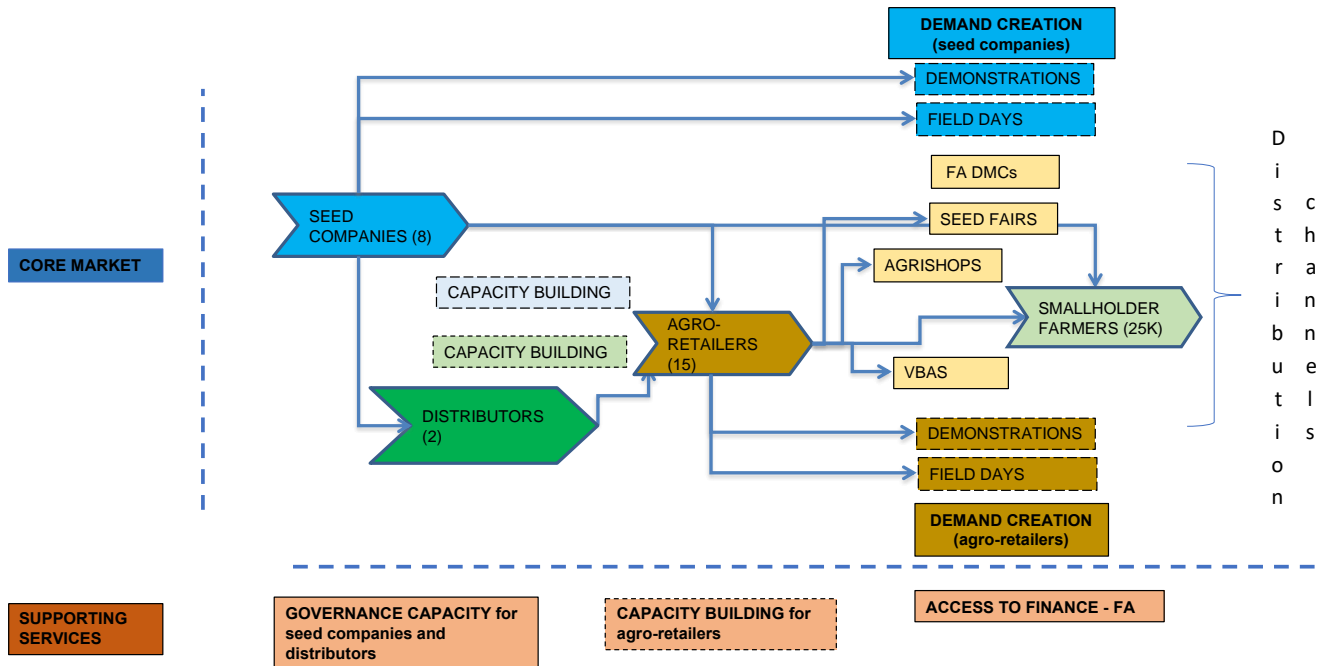 DEMAND CREATION
(seed companies)
DEMONSTRATIONS
FIELD DAYS
FA DMCs
SEED
COMPANIES (8)
SEED FAIRS
CORE MARKET
AGRISHOPS
CAPACITY BUILDING
SMALLHOLDER
FARMERS (25K)
AGRO-
RETAILERS
(15)
CAPACITY BUILDING
VBAS
DISTRIBUTORS
(2)
DEMONSTRATIONS
FIELD DAYS
DEMAND CREATION
(agro-retailers)
Distribution
channels
SUPPORTING
SERVICES
GOVERNANCE CAPACITY for
seed companies and
distributors
CAPACITY BUILDING for
agro-retailers
ACCESS TO FINANCE - FA